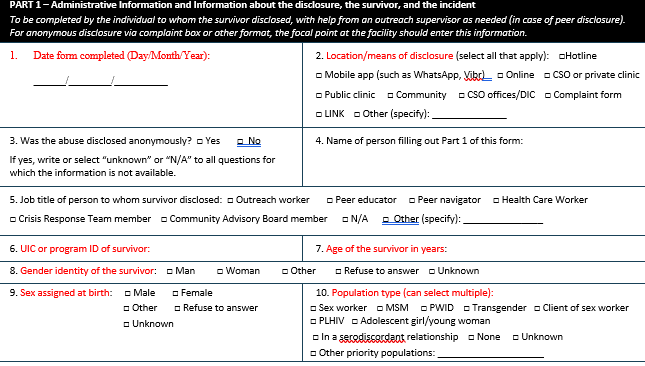 PART 1 – Administrative Information and Information about the disclosure, the survivor, and the incident
To be completed by the individual to whom the survivor disclosed, with help from an outreach supervisor as needed (in case of peer disclosure).
For anonymous disclosure via complaint box or other format, the focal point at the facility should enter this information.
1. Date form completed (Day/Month/Year):
_____/______/_________
2. Location/means of disclosure (select all that apply): □Hotline
□ Mobile app (such as WhatsApp, Vibr) □ Online □ CSO or private clinic
□ Public clinic □ Community □ CSO offices/DIC □ Complaint form
□ LINK □ Other (specify): ______________
3. Was the abuse disclosed anonymously? □ Yes □ No
If yes, write or select “unknown” or “N/A” to all questions for
which the information is not available.
4. Name of person filling out Part 1 of this form:
5. Job title of person to whom survivor disclosed: □ Outreach worker □ Peer educator □ Peer navigator □ Health Care Worker
□ Crisis Response Team member □ Community Advisory Board member □ N/A □ Other (specify): _______________
6. UIC or program ID of survivor:
7. Age of the survivor in years:
8. Gender identity of the survivor: □ Man □ Woman □ Other □ Refuse to answer □ Unknown
9. Sex assigned at birth: □ Male □ Female
□ Other □ Refuse to answer
□ Unknown
10. Population type (can select multiple):
□ Sex worker □ MSM □ PWID □ Transgender □ Client of sex worker
□ PLHIV □ Adolescent girl/young woman
□ In a serodiscordant relationship □ None □ Unknown
□ Other priority populations: ____________________